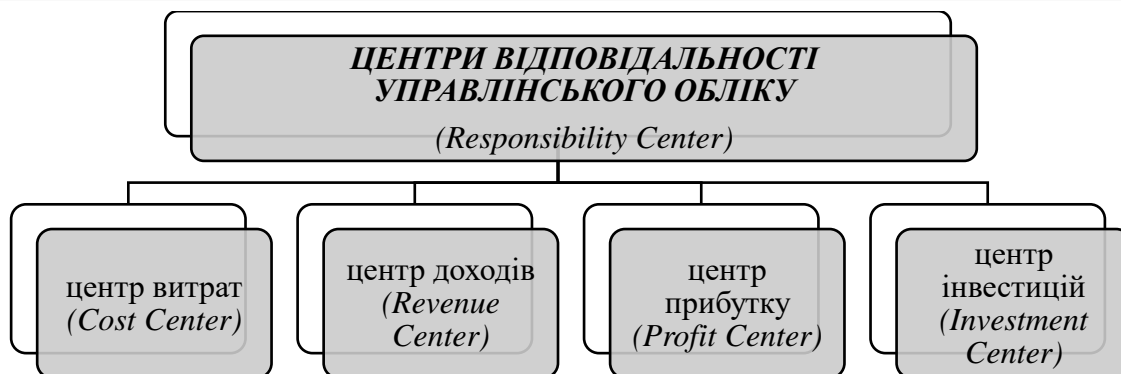 ЦЕНТРИ ВІДПОВІДАЛЬНОСТІ
УПРАВЛІНСЬКОГО ОБЛІКУ
(Responsibility Center)
центр витрат
(Cost Center)
центр доходів
(Revenue
Center)
центр
прибутку
(Profit Center)
центр
інвестицій
(Investment
Center)